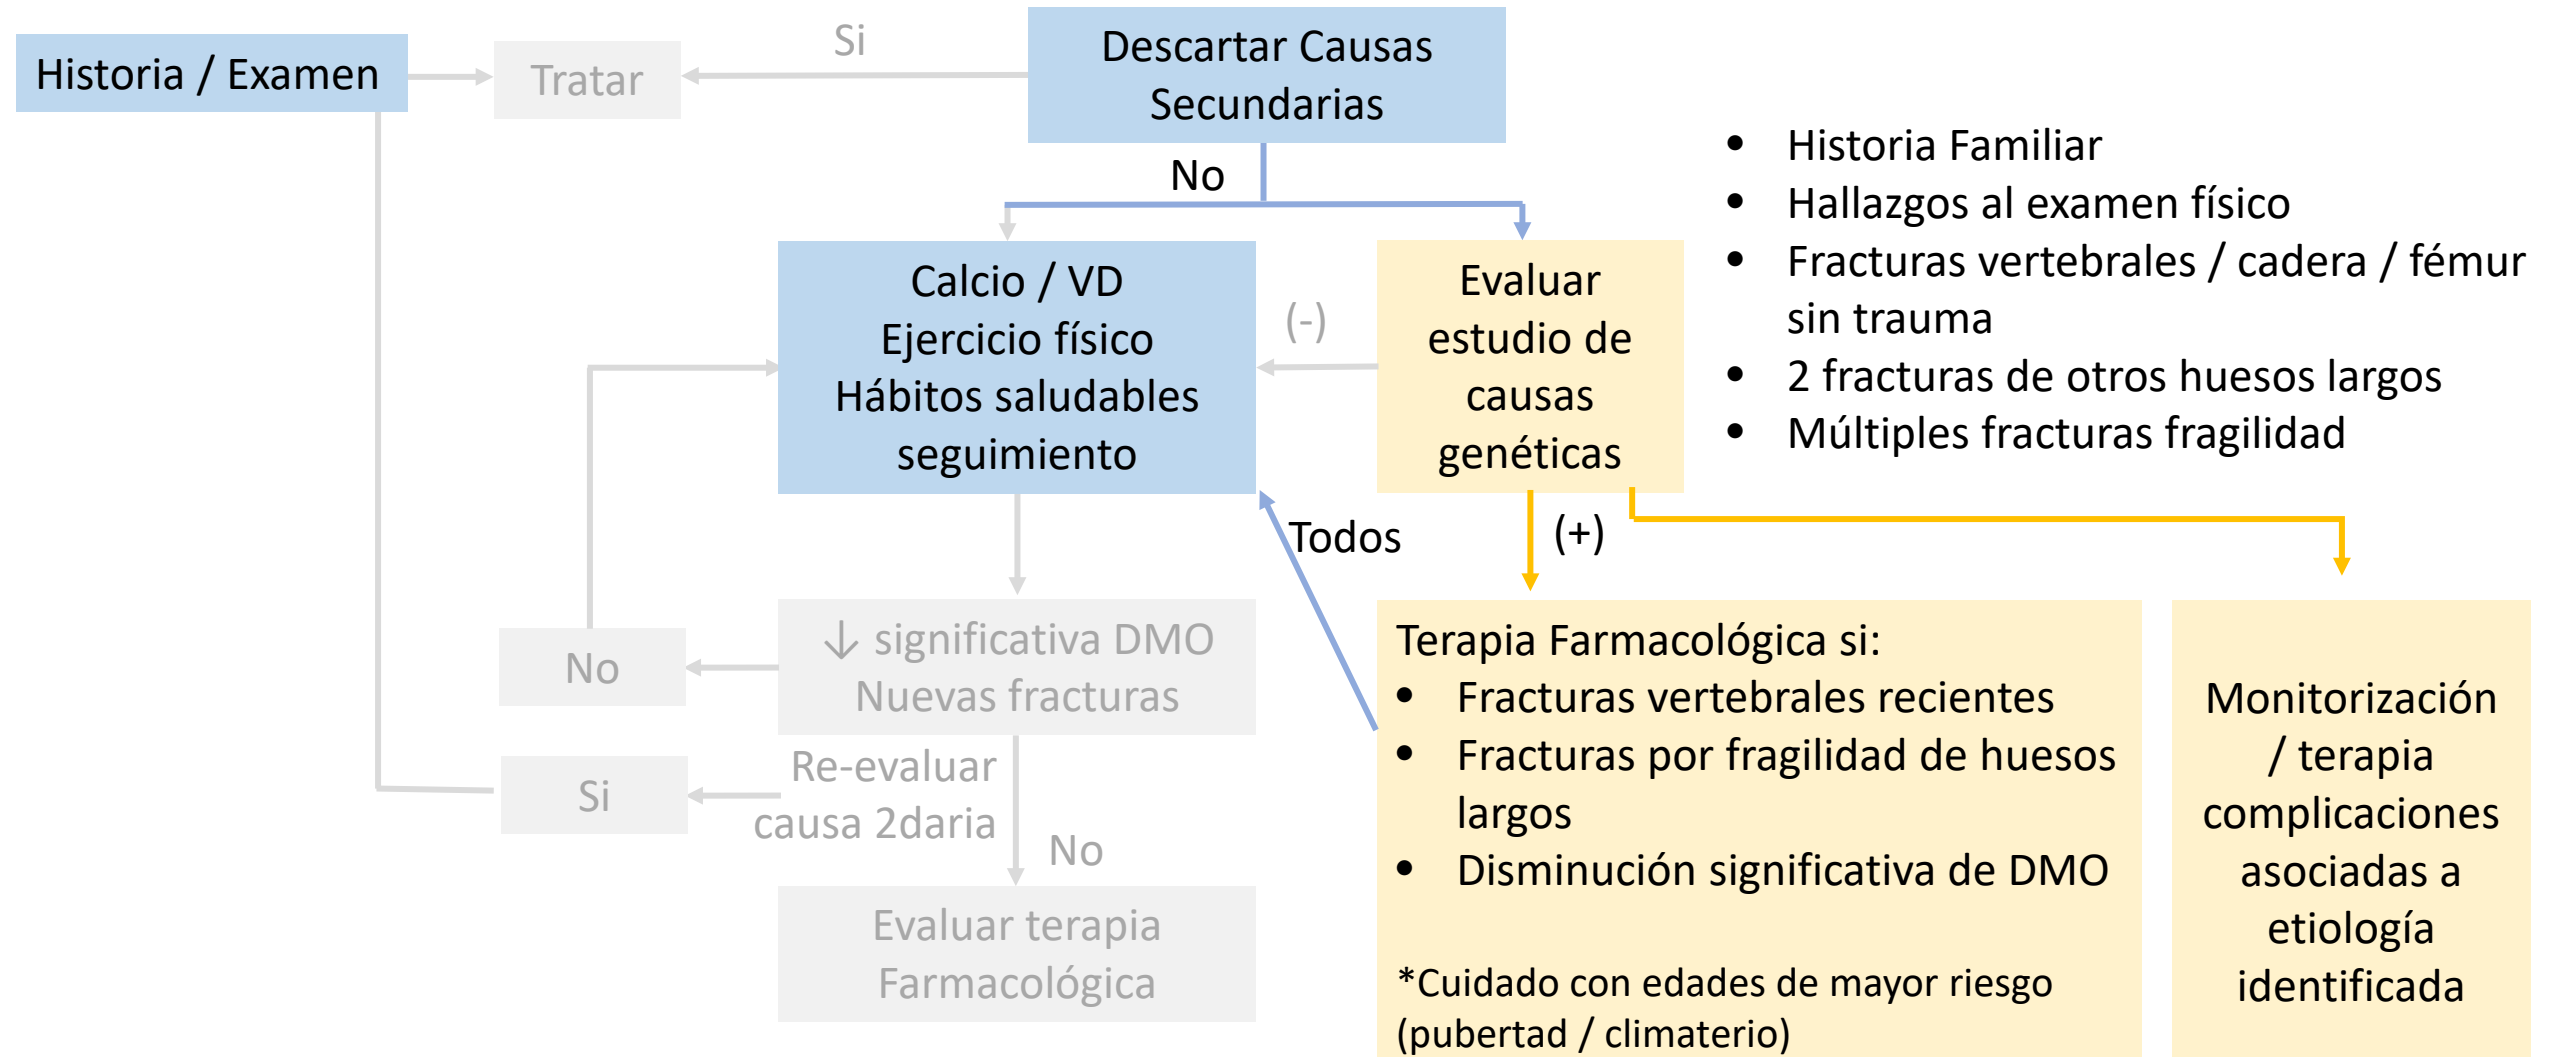 Historia / Examen
Tratar
Si
Descartar Causas
Secundarias
No
• Historia Familiar
• Hallazgos al examen físico
• Fracturas vertebrales / cadera / fémur
sin trauma
• 2 fracturas de otros huesos largos
• Múltiples fracturas fragilidad
Calcio / VD
Ejercicio físico
Hábitos saludables
seguimiento
(-)
Evaluar
estudio de
causas
genéticas
Todos
(+)
No
↓ significativa DMO
Nuevas fracturas
Si
Re-evaluar
causa 2daria
No
Evaluar terapia
Farmacológica
Terapia Farmacológica si:
• Fracturas vertebrales recientes
• Fracturas por fragilidad de huesos
largos
• Disminución significativa de DMO
*Cuidado con edades de mayor riesgo
(pubertad / climaterio)
Monitorización
/ terapia
complicaciones
asociadas a
etiología
identificada